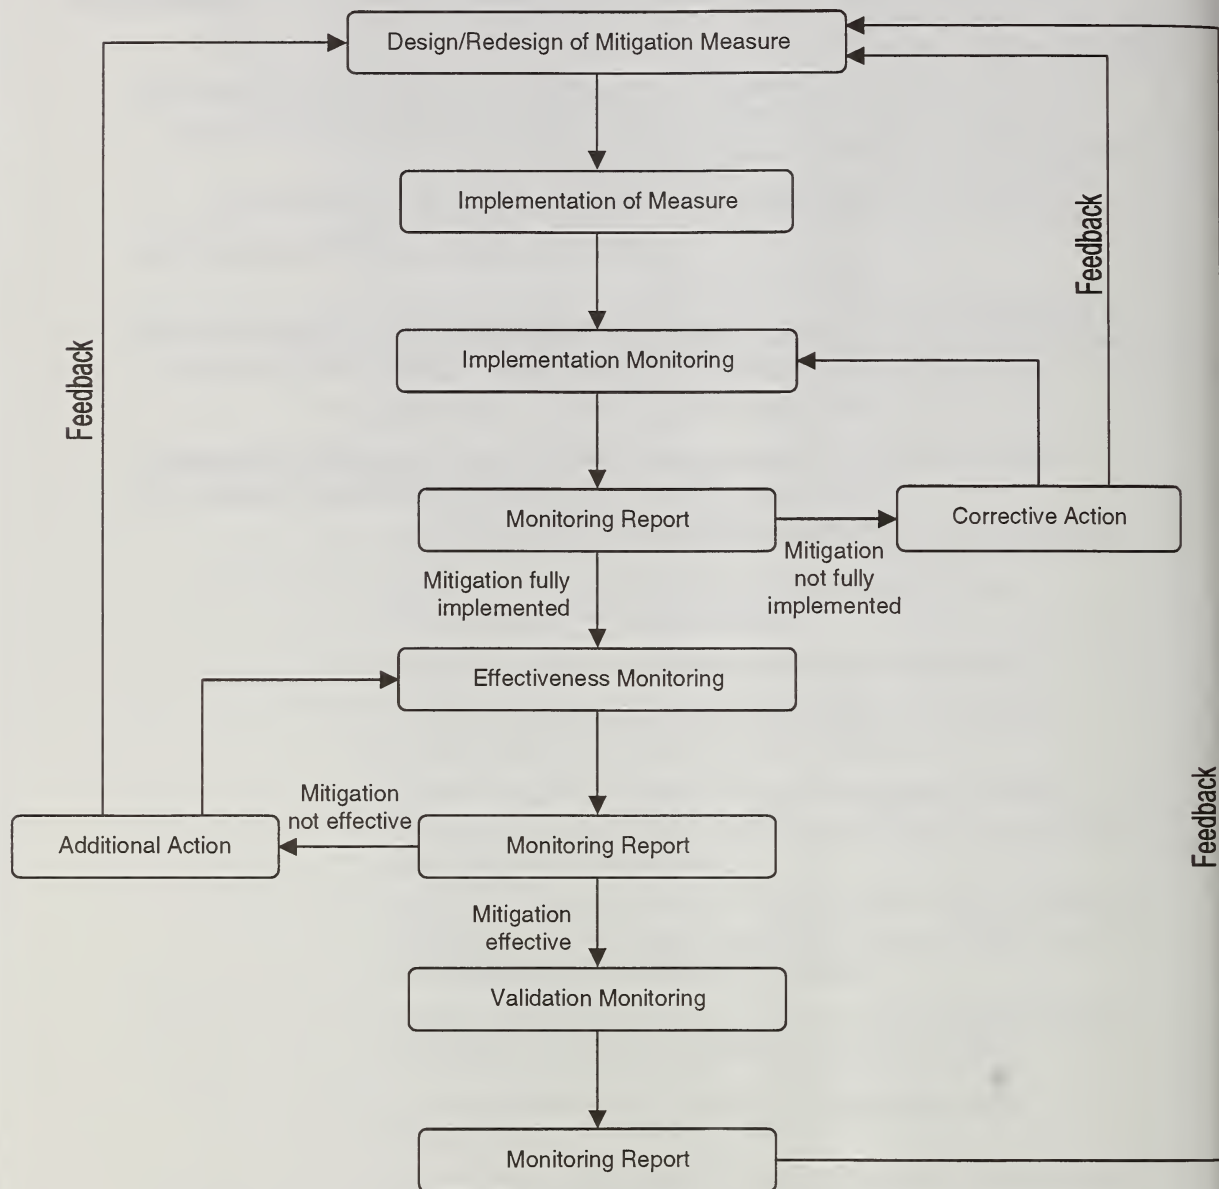 Design/Redesign of Mitigation Measure
Implementation of Measure
Feedback
Implementation Monitoring
Feedback
Monitoring Report
Corrective Action
Mitigation fully
implemented
Mitigation
not fully
implemented
Effectiveness Monitoring
Mitigation
not effective
Additional Action
Monitoring Report
Feedback
Mitigation
effective
Validation Monitoring
Monitoring Report